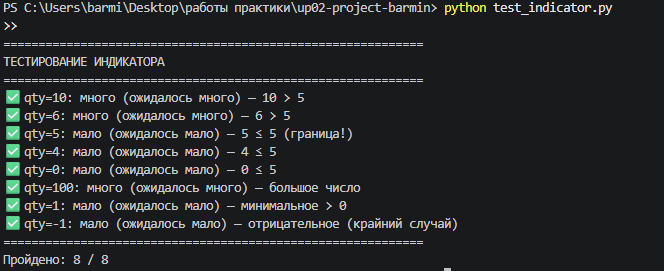 PS C:\Users\barmi\Desktop\работы практики\up02-project-barmin> python test_indicator.py
>>
============================================================
ТЕСТИРОВАНИЕ ИНДИКАТОРА
============================================================
✅ qty=10: много (ожидалось много) — 10 > 5
✅ qty=6: много (ожидалось много) — 6 > 5
✅ qty=5: мало (ожидалось мало) — 5 ≤ 5 (граница!)
✅ qty=4: мало (ожидалось мало) — 4 ≤ 5
✅ qty=0: мало (ожидалось мало) — 0 ≤ 5
✅ qty=100: много (ожидалось много) — большое число
✅ qty=1: мало (ожидалось мало) — минимальное > 0
✅ qty=-1: мало (ожидалось мало) — отрицательное (крайний случай)
============================================================
Пройдено: 8 / 8